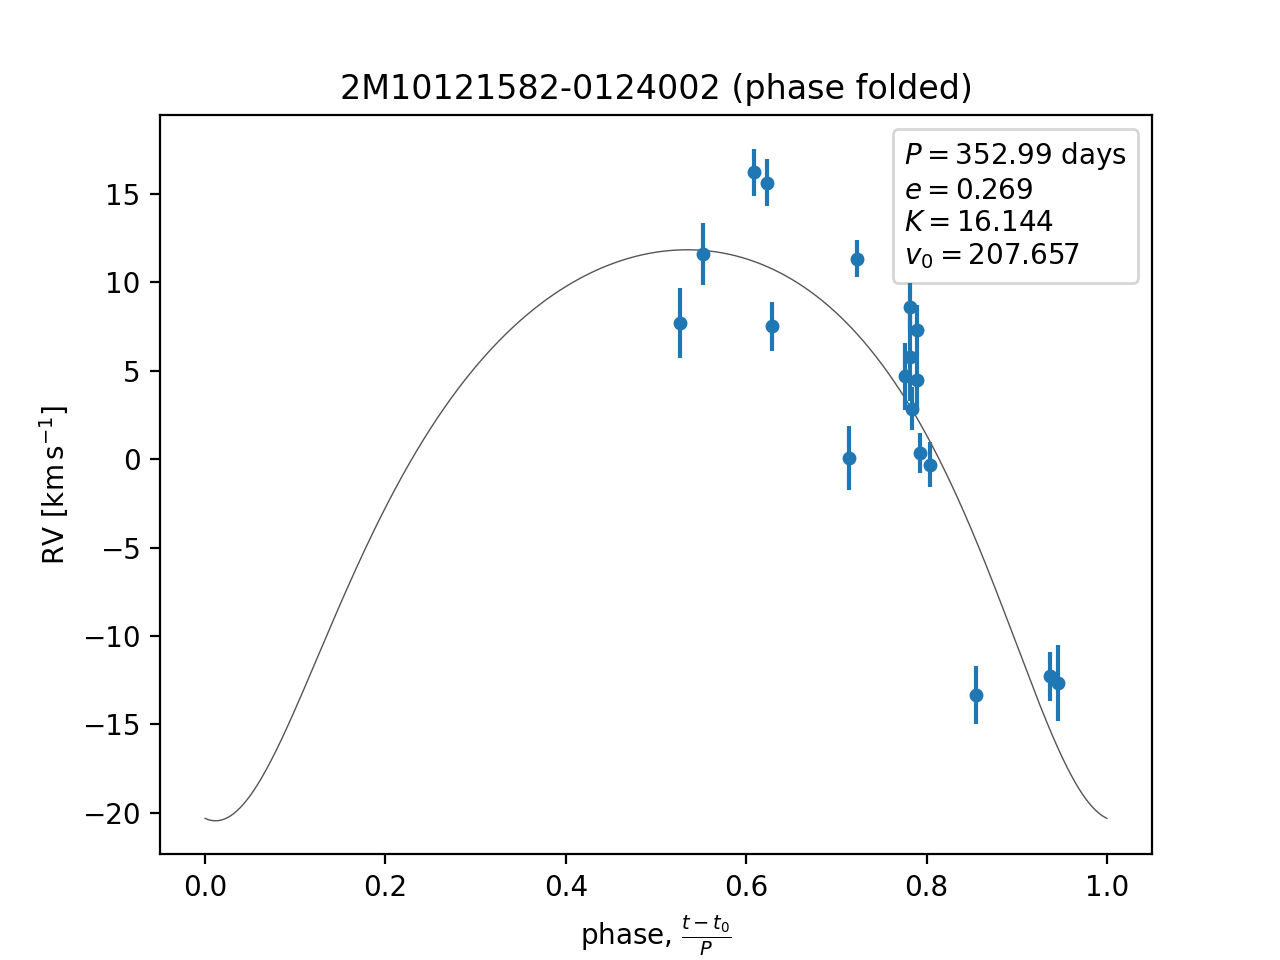 2M10121582-0124002 (phase folded)
P = 352.99 days
e = 0.269
K = 16.144
v₀ = 207.657
15
10
5
0
−5
−10
−15
−20
RV [km s⁻¹]
0.0 0.2 0.4 0.6 0.8 1.0
phase, (t − t₀)/P